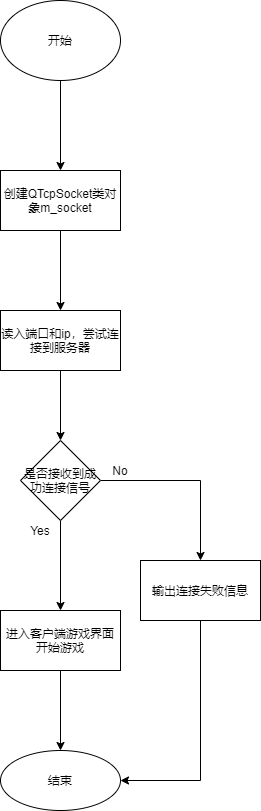 开始
创建QTcpSocket类对
象m_socket
读入端口和ip，尝试连
接到服务器
是否接收到成
功连接信号
No
Yes
输出连接失败信息
进入客户端游戏界面
开始游戏
结束